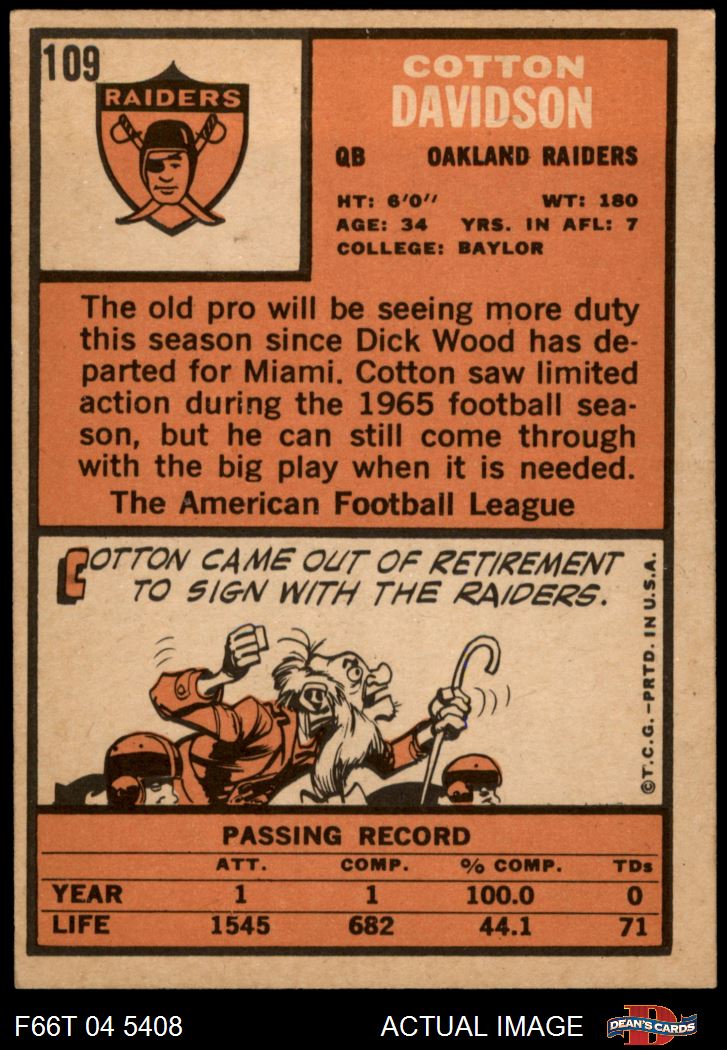 109
RAIDERS
COTTON
DAVIDSON
QB OAKLAND RAIDERS
HT: 6'0" WT: 180
AGE: 34 YRS. IN AFL: 7
COLLEGE: BAYLOR
The old pro will be seeing more duty
this season since Dick Wood has de-
parted for Miami. Cotton saw limited
action during the 1965 football sea-
son, but he can still come through
with the big play when it is needed.
The American Football League
COTTON CAME OUT OF RETIREMENT
TO SIGN WITH THE RAIDERS.
©T.C.G.–PRTD. IN U.S.A.
PASSING RECORD
ATT. COMP. % COMP. TDs
YEAR 1 1 100.0 0
LIFE 1545 682 44.1 71
F66T 04 5408 ACTUAL IMAGE
D
DEAN'S CARDS